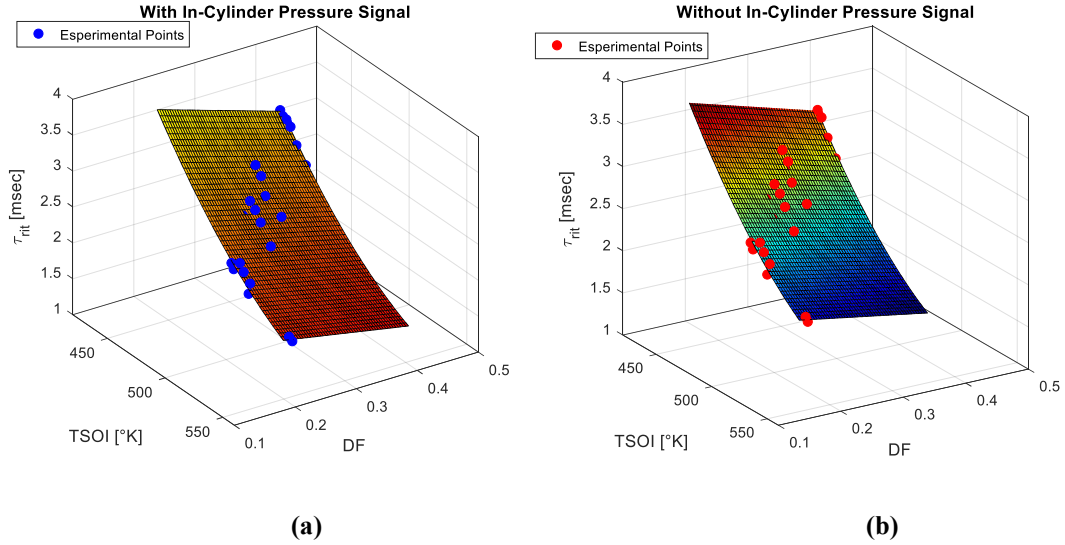 With In-Cylinder Pressure Signal
Esperimental Points
4
3.5
3
2.5
2
1.5
1
τrit [msec]
450
500
550
TSOI [°K]
0.1
0.2
0.3
0.4
0.5
DF
(a)
Without In-Cylinder Pressure Signal
Esperimental Points
4
3.5
3
2.5
2
1.5
1
τrit [msec]
450
500
550
TSOI [°K]
0.1
0.2
0.3
0.4
0.5
DF
(b)